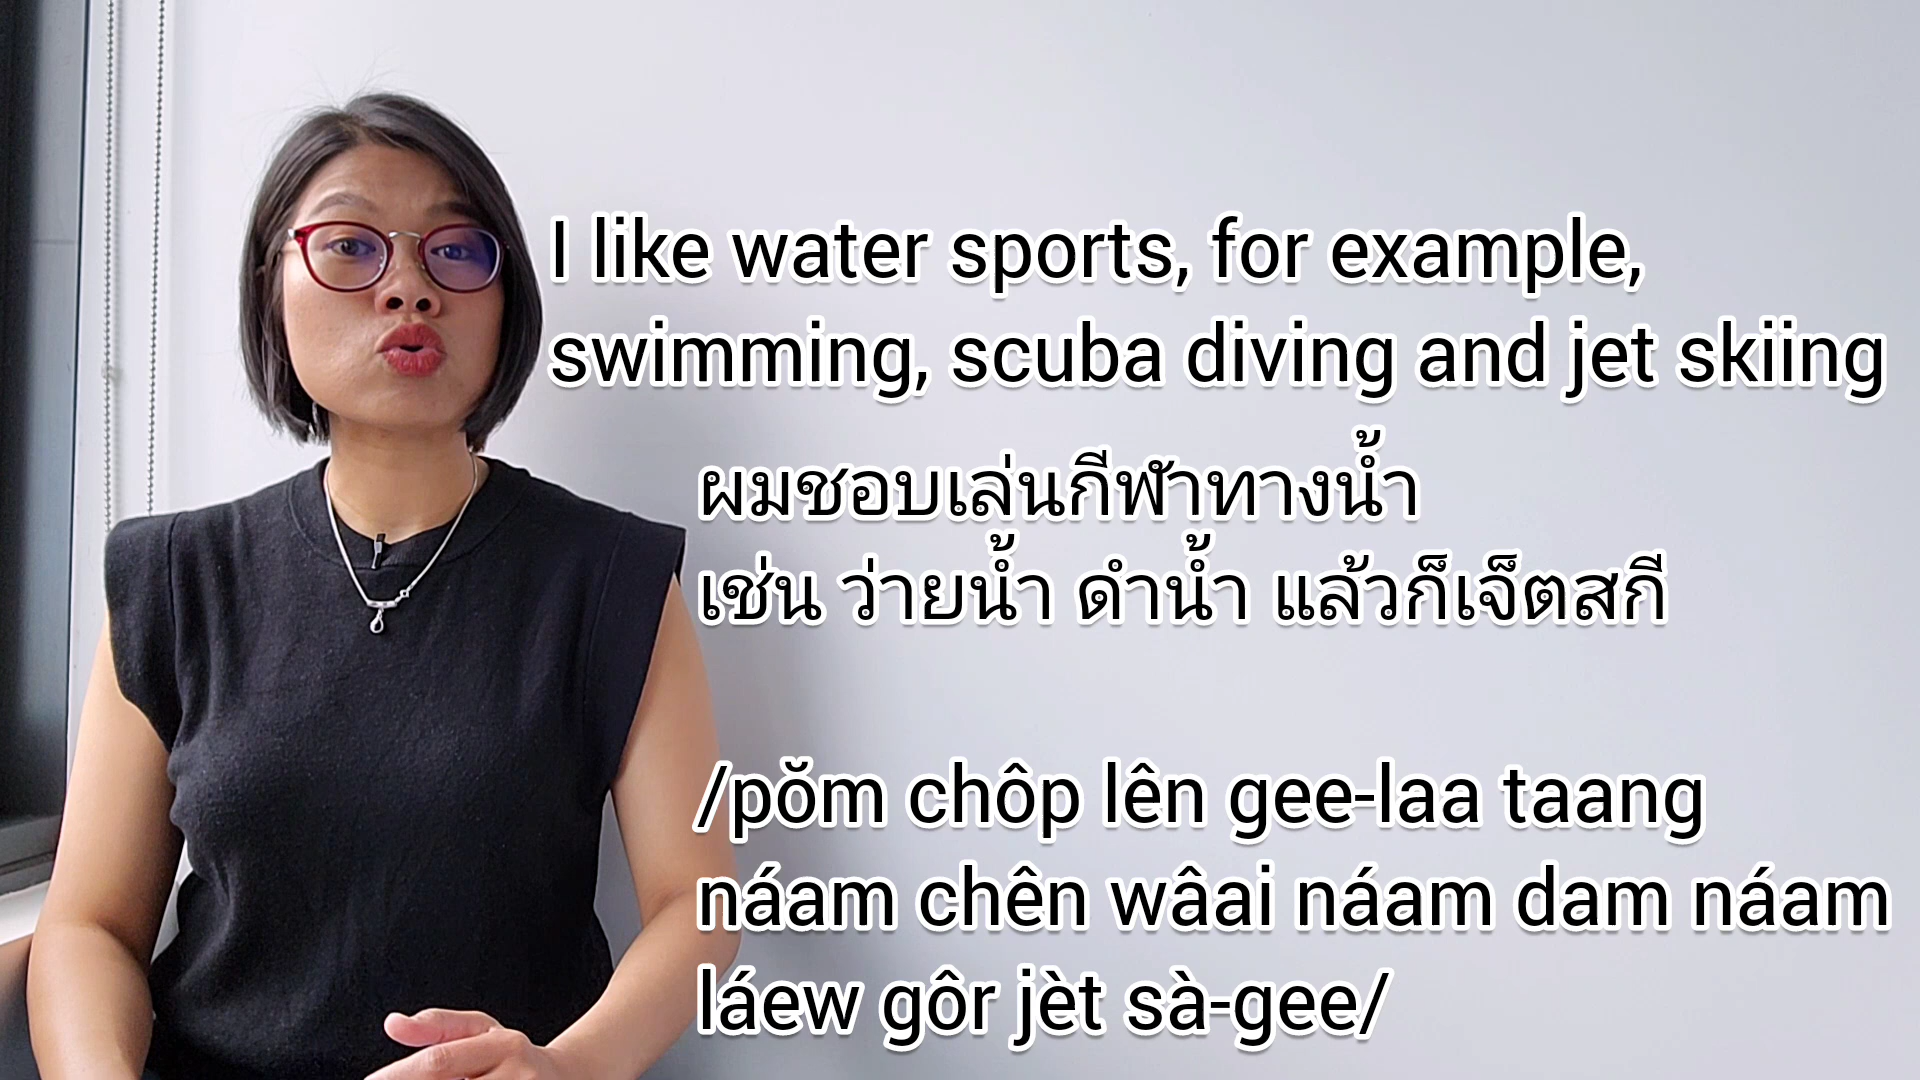 I like water sports, for example,
swimming, scuba diving and jet skiing
ผมชอบเล่นกีฬาทางน้ำ
เช่น ว่ายน้ำ ดำน้ำ แล้วก็เจ็ตสกี
/pǒm chôp lên gee-laa taang
náam chên wâai náam dam náam
láew gôr jèt sà-gee/